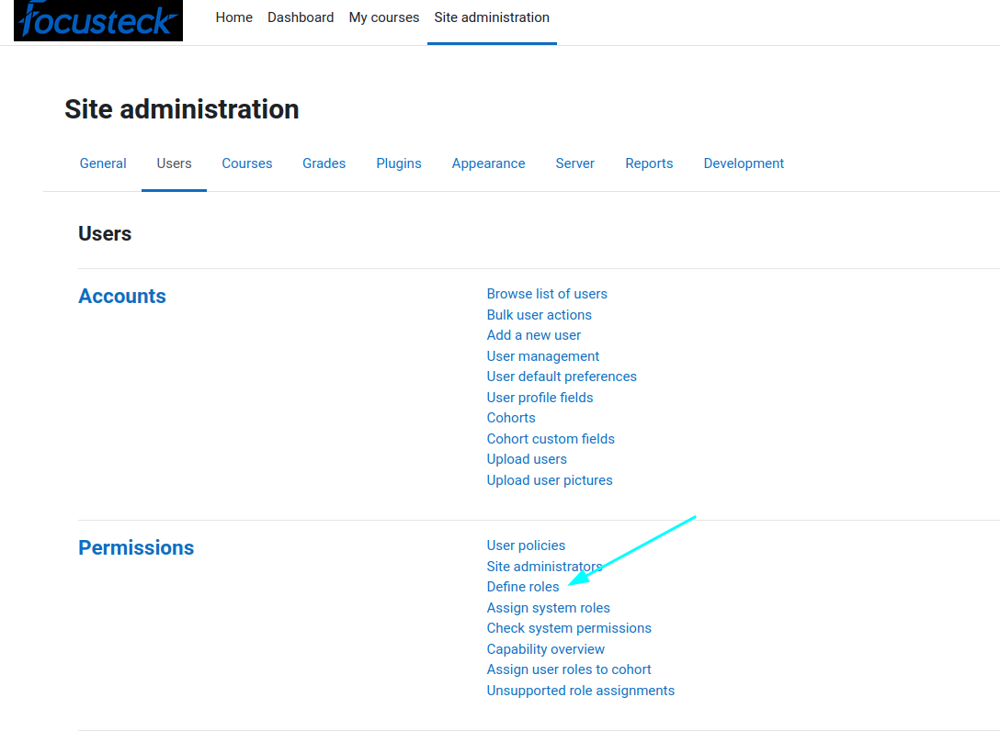 Focusteck
Home Dashboard My courses Site administration
Site administration
General Users Courses Grades Plugins Appearance Server Reports Development
Users
Accounts
Browse list of users
Bulk user actions
Add a new user
User management
User default preferences
User profile fields
Cohorts
Cohort custom fields
Upload users
Upload user pictures
Permissions
User policies
Site administrators
Define roles
Assign system roles
Check system permissions
Capability overview
Assign user roles to cohort
Unsupported role assignments